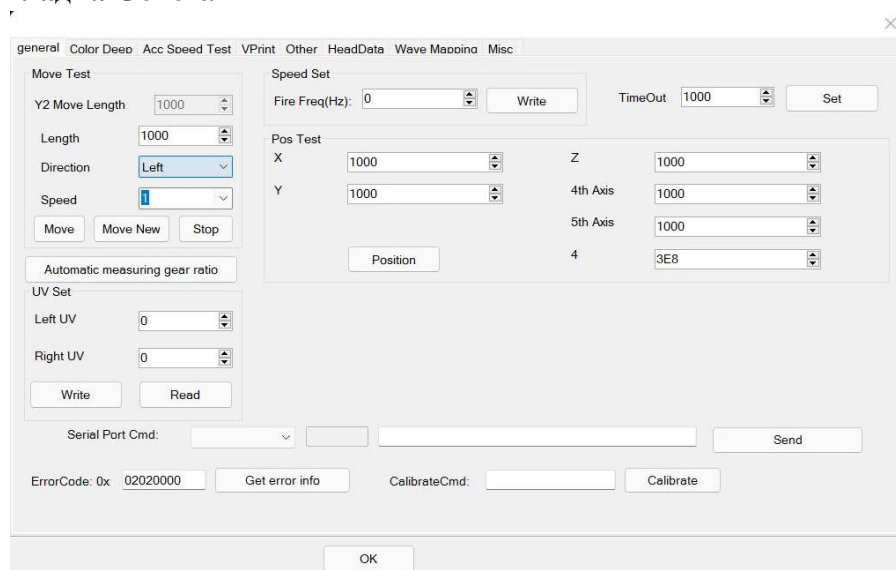 general Color Deep Acc Speed Test VPrint Other HeadData Wave Mapping Misc
Move Test
Y2 Move Length 1000
Length 1000
Direction Left
Speed 1
Move Move New Stop
Automatic measuring gear ratio
UV Set
Left UV 0
Right UV 0
Write Read
Speed Set
Fire Freq(Hz): 0 Write
TimeOut 1000 Set
Pos Test
X 1000 Z 1000
Y 1000 4th Axis 1000
5th Axis 1000
Position 4 3E8
Serial Port Cmd: Send
ErrorCode: 0x 02020000 Get error info CalibrateCmd: Calibrate
OK